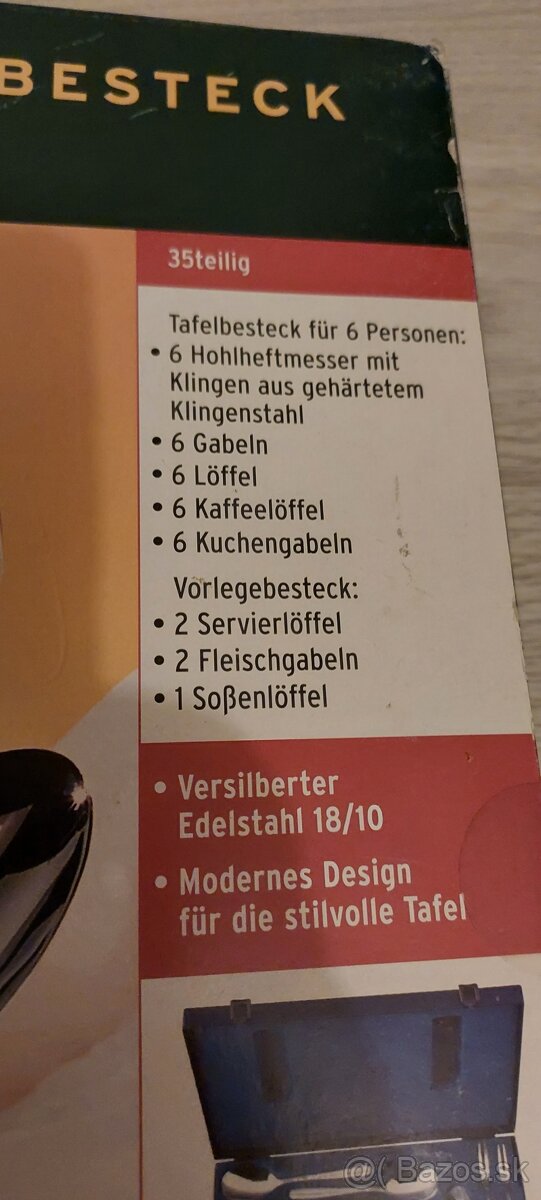 BESTECK
35teilig
Tafelbesteck für 6 Personen:
• 6 Hohlheftmesser mit
Klingen aus gehärtetem
Klingenstahl
• 6 Gabeln
• 6 Löffel
• 6 Kaffeelöffel
• 6 Kuchengabeln
Vorlegebesteck:
• 2 Servierlöffel
• 2 Fleischgabeln
• 1 Soßenlöffel
• Versilberter
Edelstahl 18/10
• Modernes Design
für die stilvolle Tafel
@( Bazos.sk